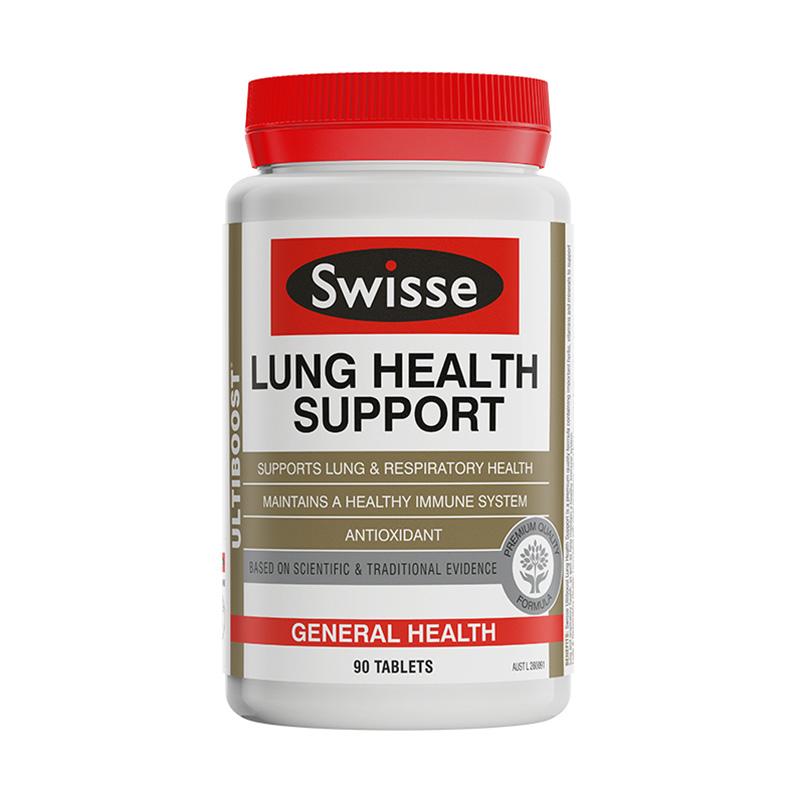 Swisse
LUNG HEALTH
SUPPORT
ULTIBOOST
SUPPORTS LUNG & RESPIRATORY HEALTH
MAINTAINS A HEALTHY IMMUNE SYSTEM
ANTIOXIDANT
BASED ON SCIENTIFIC & TRADITIONAL EVIDENCE
PREMIUM QUALITY
FORMULA
GENERAL HEALTH
90 TABLETS
AUST L